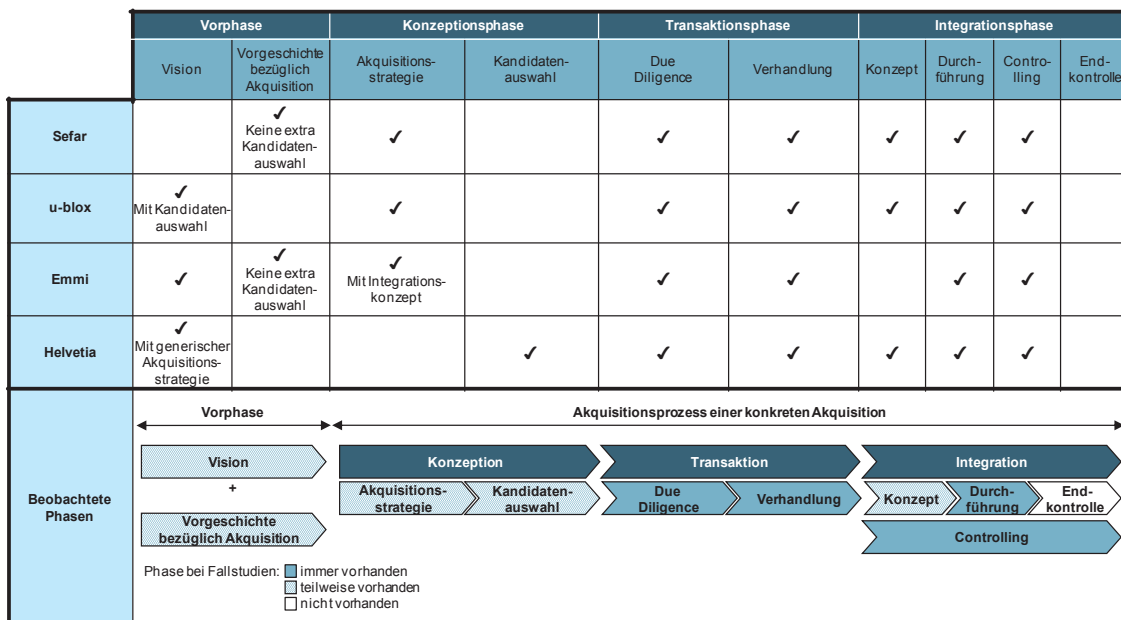 Vorphase Konzeptionsphase Transaktionsphase Integrationsphase
Vision
Vorgeschichte
bezüglich
Akquisition
Akquisitions-
strategie
Kandidaten-
auswahl
Due
Diligence
Verhandlung
Konzept
Durch-
führung
Contro-
lling
End-
kontrolle
Sefar
✓
Keine extra
Kandidaten-
auswahl
✓ ✓ ✓ ✓ ✓ ✓
u-blox
✓
Mit Kandidaten-
auswahl
✓ ✓ ✓ ✓ ✓ ✓
Emmi
✓
✓
Keine extra
Kandidaten-
auswahl
✓
Mit Integrations-
konzept
✓ ✓ ✓ ✓
Helvetia
✓
Mit generischer
Akquisitions-
strategie
✓ ✓ ✓ ✓ ✓ ✓
Beobachtete
Phasen
Vorphase Akquisitionsprozess einer konkreten Akquisition
Vision
+
Vorgeschichte
bezüglich Akquisition
Konzeption Transaktion Integration
Akquisitions-
strategie
Kandidaten-
auswahl
Due
Diligence
Verhandlung
Konzept
Durch-
führung
End-
kontrolle
Controlling
Phase bei Fallstudien: immer vorhanden
teilweise vorhanden
nicht vorhanden